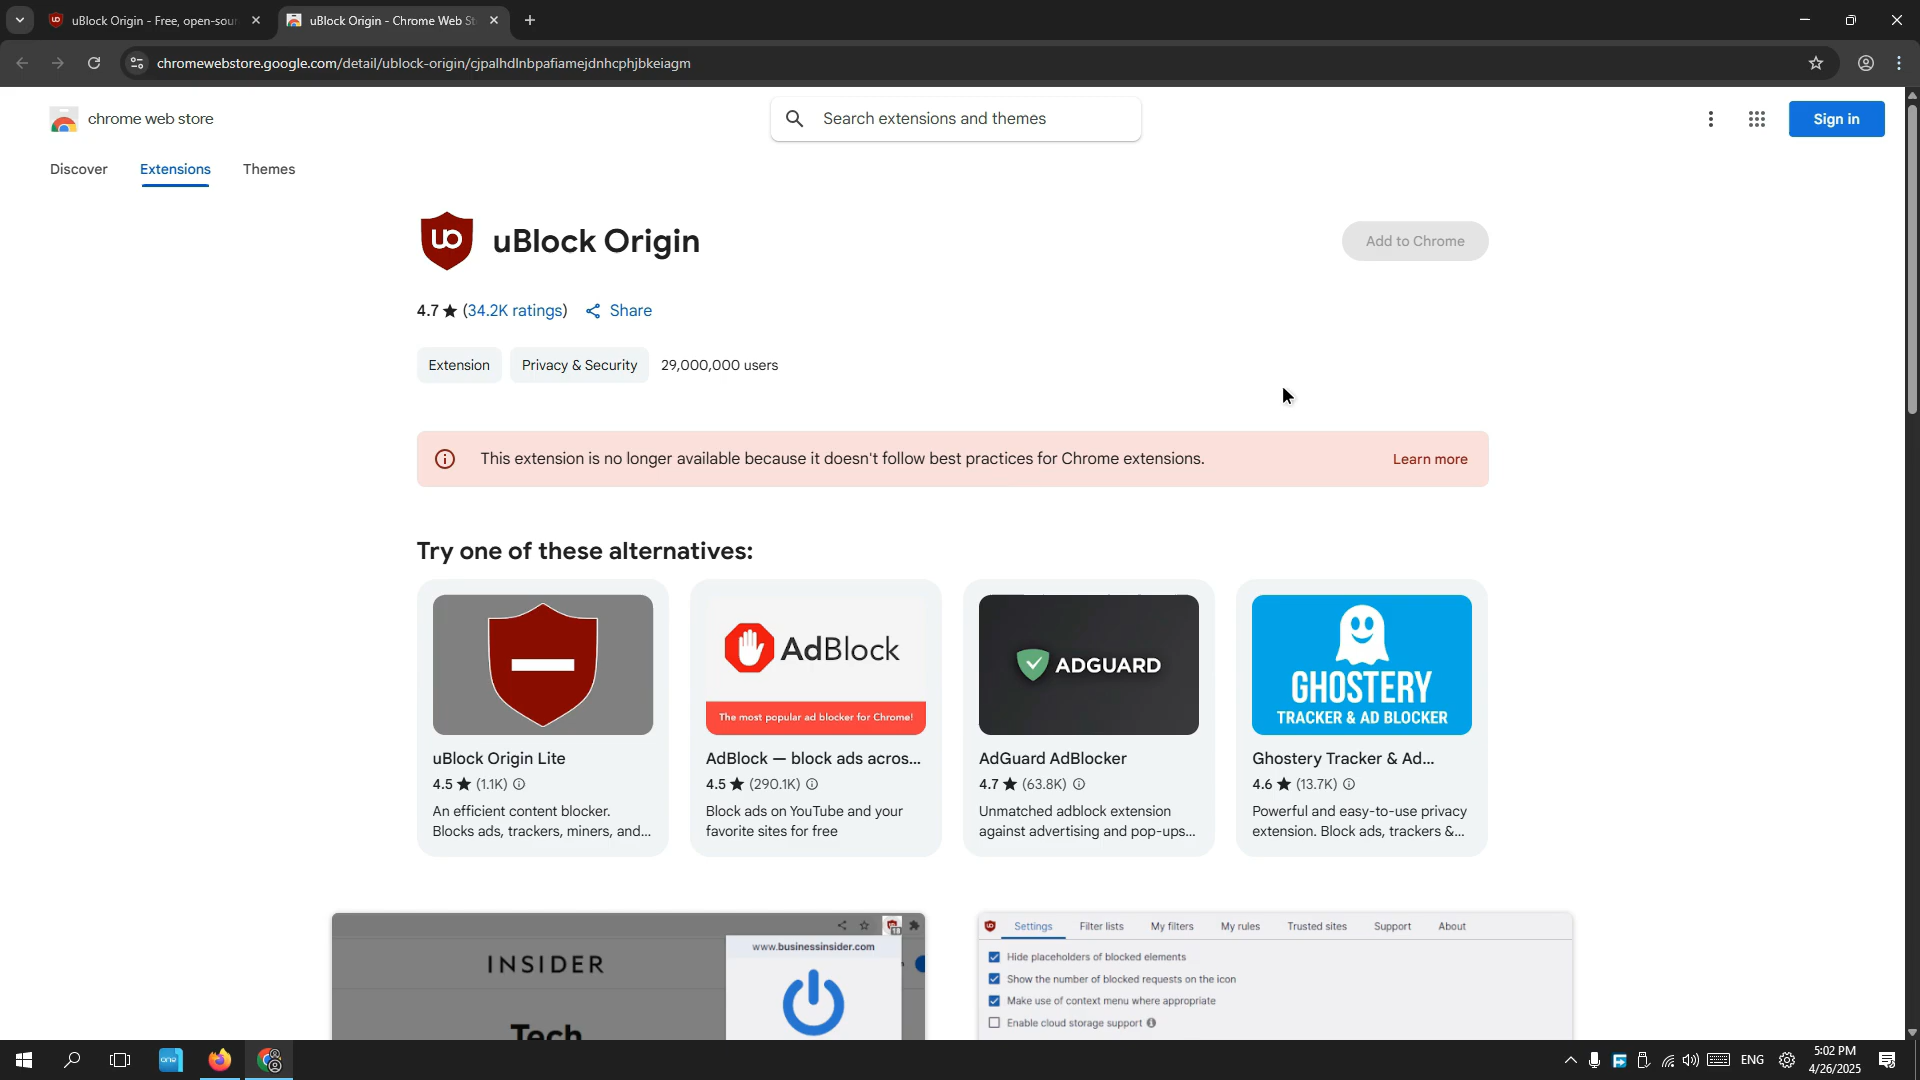 uBlock Origin - Free, open-sour
uBlock Origin - Chrome Web St
chromewebstore.google.com/detail/ublock-origin/cjpalhdlnbpafiamejdnhcphjbkeiagm
chrome web store
Search extensions and themes
Sign in
Discover
Extensions
Themes
uBlock Origin
Add to Chrome
4.7 ★ (34.2K ratings)
Share
Extension
Privacy & Security
29,000,000 users
This extension is no longer available because it doesn't follow best practices for Chrome extensions.
Learn more
Try one of these alternatives:
AdBlock
The most popular ad blocker for Chrome!
ADGUARD
GHOSTERY
TRACKER & AD BLOCKER
uBlock Origin Lite
4.5 ★ (1.1K)
An efficient content blocker.
Blocks ads, trackers, miners, and...
AdBlock — block ads acros...
4.5 ★ (290.1K)
Block ads on YouTube and your
favorite sites for free
AdGuard AdBlocker
4.7 ★ (63.8K)
Unmatched adblock extension
against advertising and pop-ups...
Ghostery Tracker & Ad...
4.6 ★ (13.7K)
Powerful and easy-to-use privacy
extension. Block ads, trackers &...
www.businessinsider.com
INSIDER
Tech
Settings
Filter lists
My filters
My rules
Trusted sites
Support
About
Hide placeholders of blocked elements
Show the number of blocked requests on the icon
Make use of context menu where appropriate
Enable cloud storage support
one
ENG
5:02 PM
4/26/2025